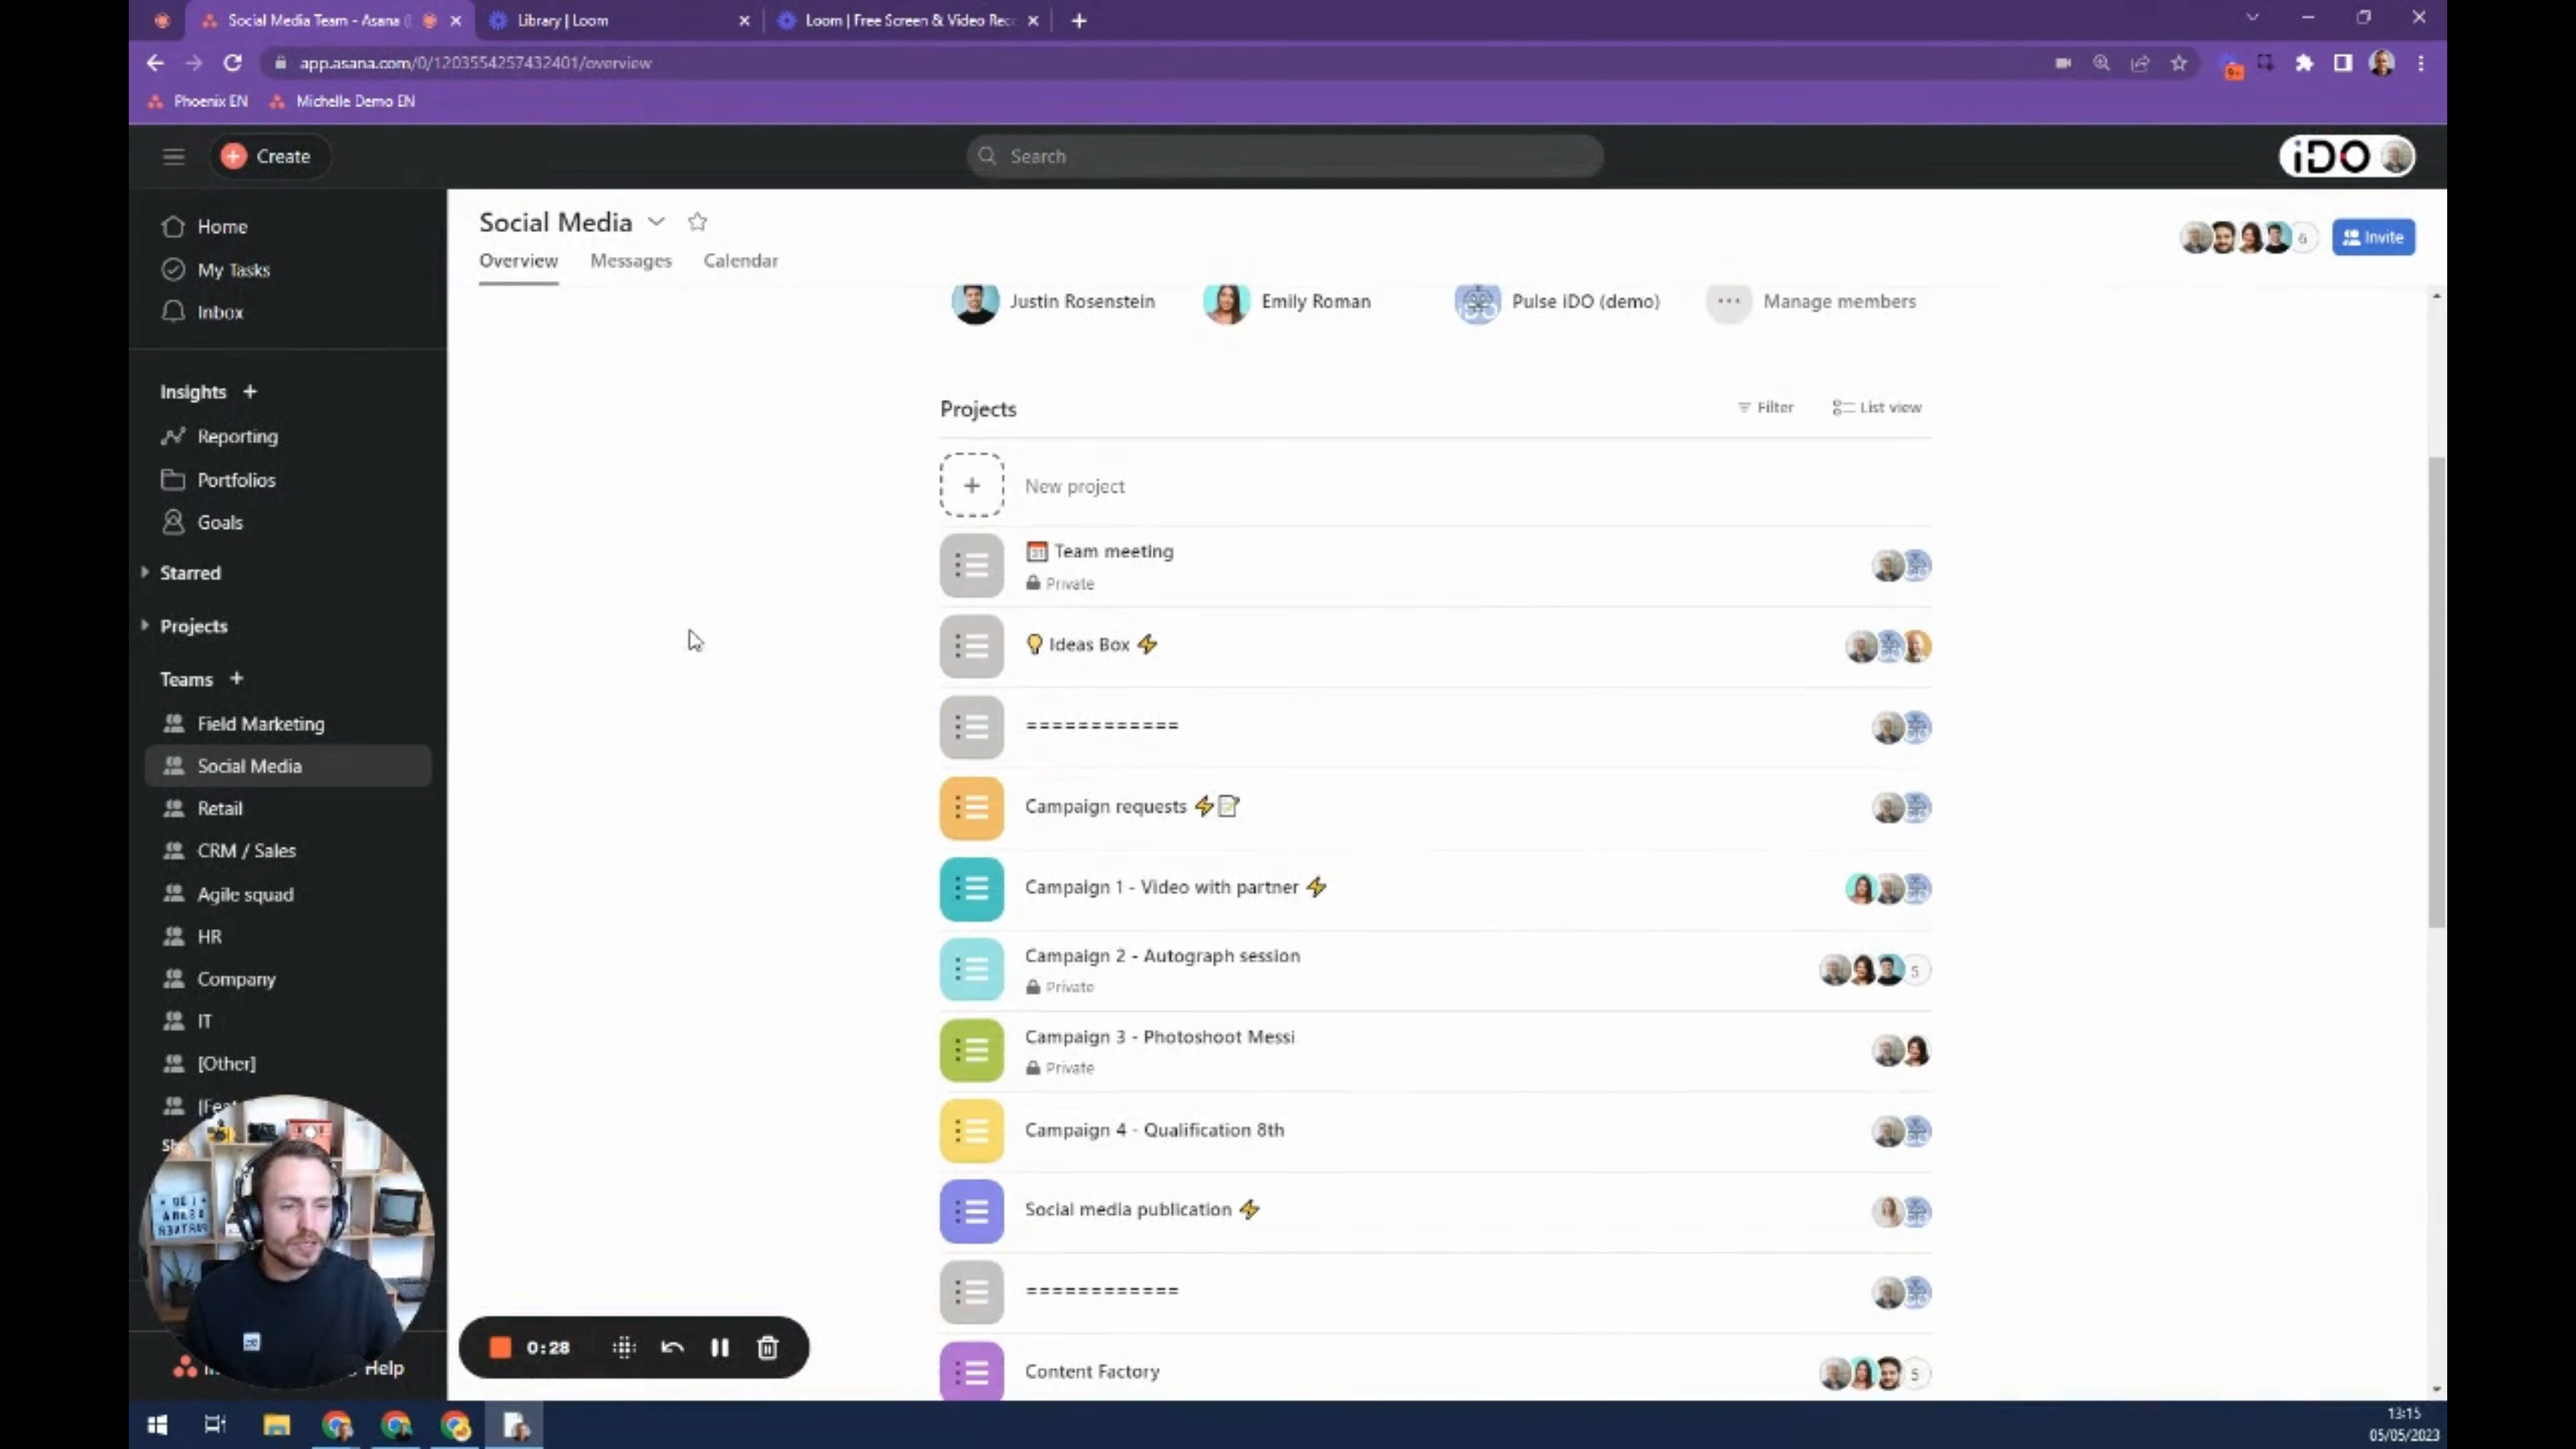 Social Media Team - Asana
Library | Loom
Loom | Free Screen & Video Rec
app.asana.com/0/1203554257432401/overview
Phoenix EN
Michelle Demo EN
Create
Search
iDO
Home
My Tasks
Inbox
Insights +
Reporting
Portfolios
Goals
Starred
Projects
Teams +
Field Marketing
Social Media
Retail
CRM / Sales
Agile squad
HR
Company
IT
[Other]
[Fea
Help
Social Media
Overview
Messages
Calendar
6
Invite
Justin Rosenstein
Emily Roman
Pulse iDO (demo)
Manage members
Projects
Filter
List view
New project
Team meeting
Private
Ideas Box
============
Campaign requests
Campaign 1 - Video with partner
Campaign 2 - Autograph session
Private
5
Campaign 3 - Photoshoot Messi
Private
Campaign 4 - Qualification 8th
Social media publication
============
Content Factory
5
0:28
13:15
05/05/2023